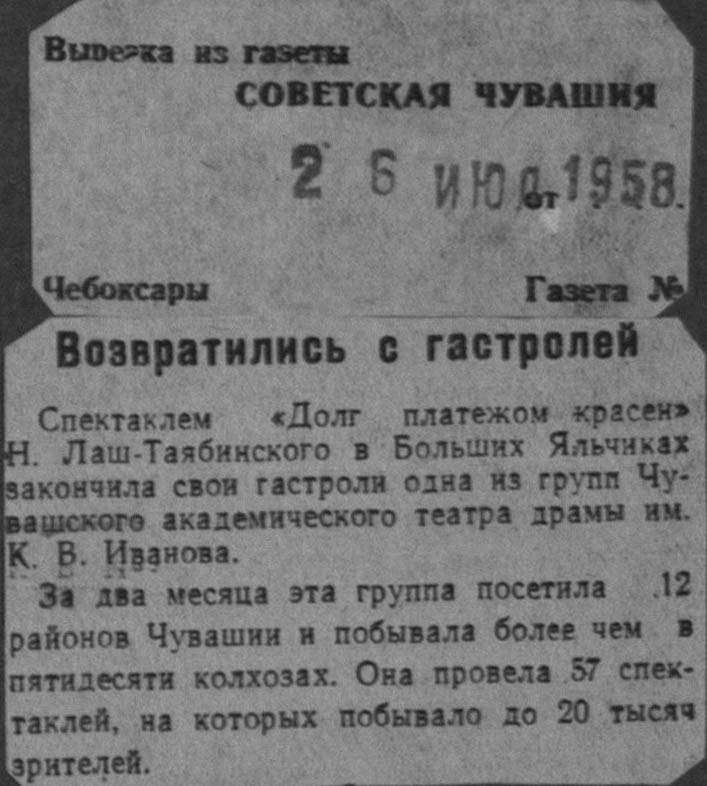 Вырезка из газеты
СОВЕТСКАЯ ЧУВАШИЯ
2 6 ИЮЛ 1958.
от
Чебоксары Газета №
Возвратились с гастролей
Спектаклем «Долг платежом красен»
Н. Лаш-Таябинского в Больших Яльчиках
закончила свои гастроли одна из групп Чу-
вашского академического театра драмы им.
К. В. Иванова.
За два месяца эта группа посетила 12
районов Чувашии и побывала более чем в
пятидесяти колхозах. Она провела 57 спек-
таклей, на которых побывало до 20 тысяч
зрителей.